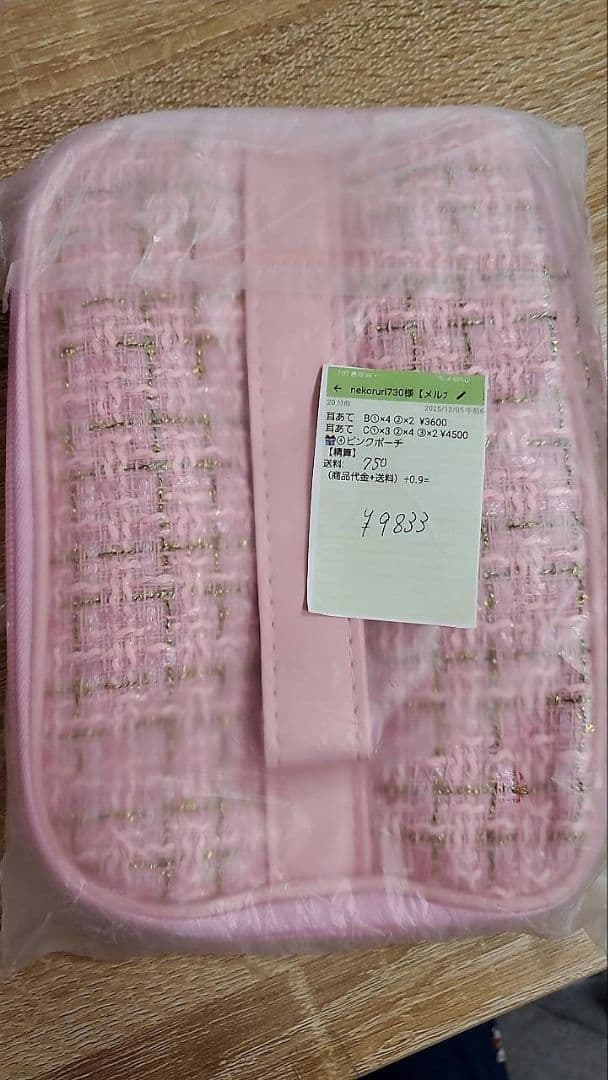 ← nekoruri730様【メルカ
20 分前
2025/12/05 午前6
耳あて B①×4 ②×2 ¥3600
耳あて C①×3 ②×4 ③×2 ¥4500
🎁④ピンクポーチ
【精算】
送料: 750
(商品代金+送料) ÷0.9=
¥9833